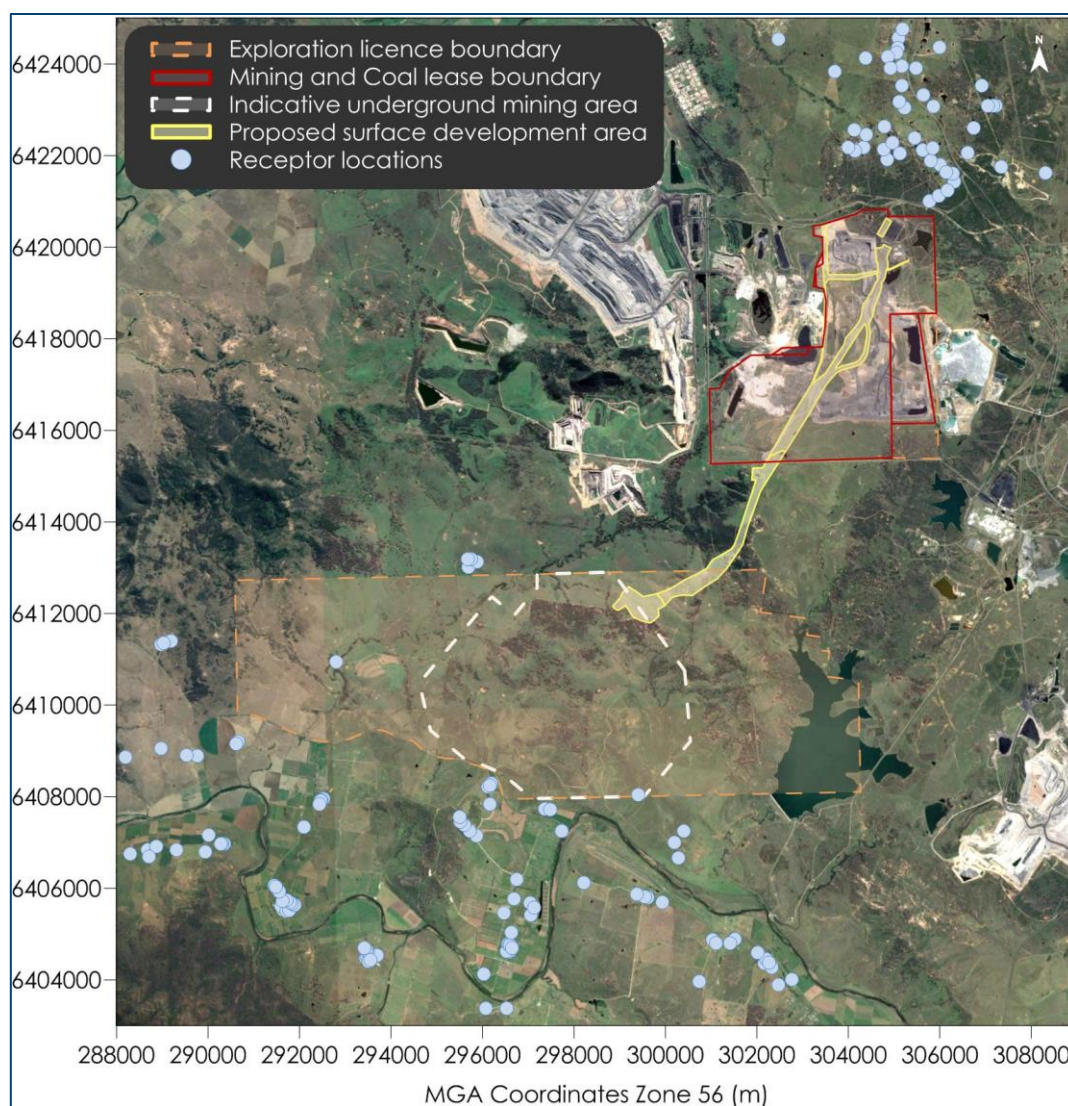 Exploration licence boundary
Mining and Coal lease boundary
Indicative underground mining area
Proposed surface development area
Receptor locations
N
6424000
6422000
6420000
6418000
6416000
6414000
6412000
6410000
6408000
6406000
6404000
288000 290000 292000 294000 296000 298000 300000 302000 304000 306000 308000
MGA Coordinates Zone 56 (m)